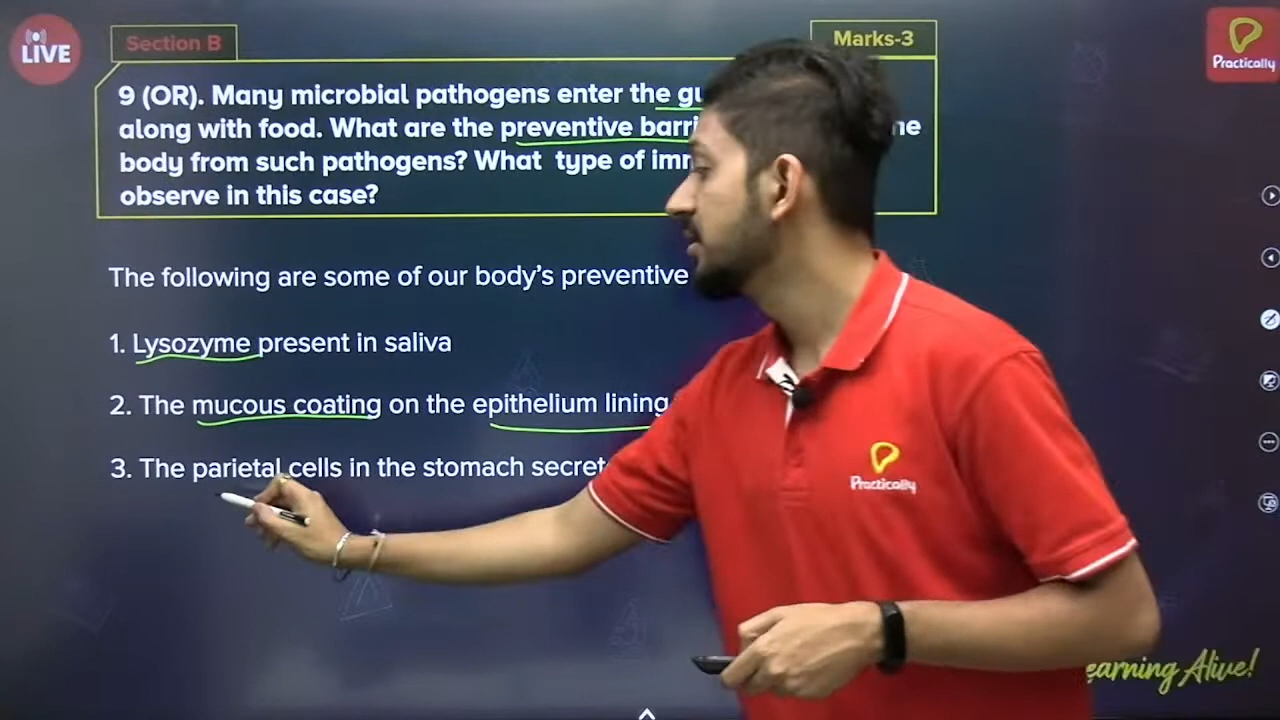 LIVE
Section B
Marks-3
Practically
9 (OR). Many microbial pathogens enter the
along with food. What are the preventive
body from such pathogens? What type of
observe in this case?
The following are some of our body's preventive
1. Lysozyme present in saliva
2. The mucous coating on the epithelium lining
3. The parietal cells in the stomach
Practically
Alive!